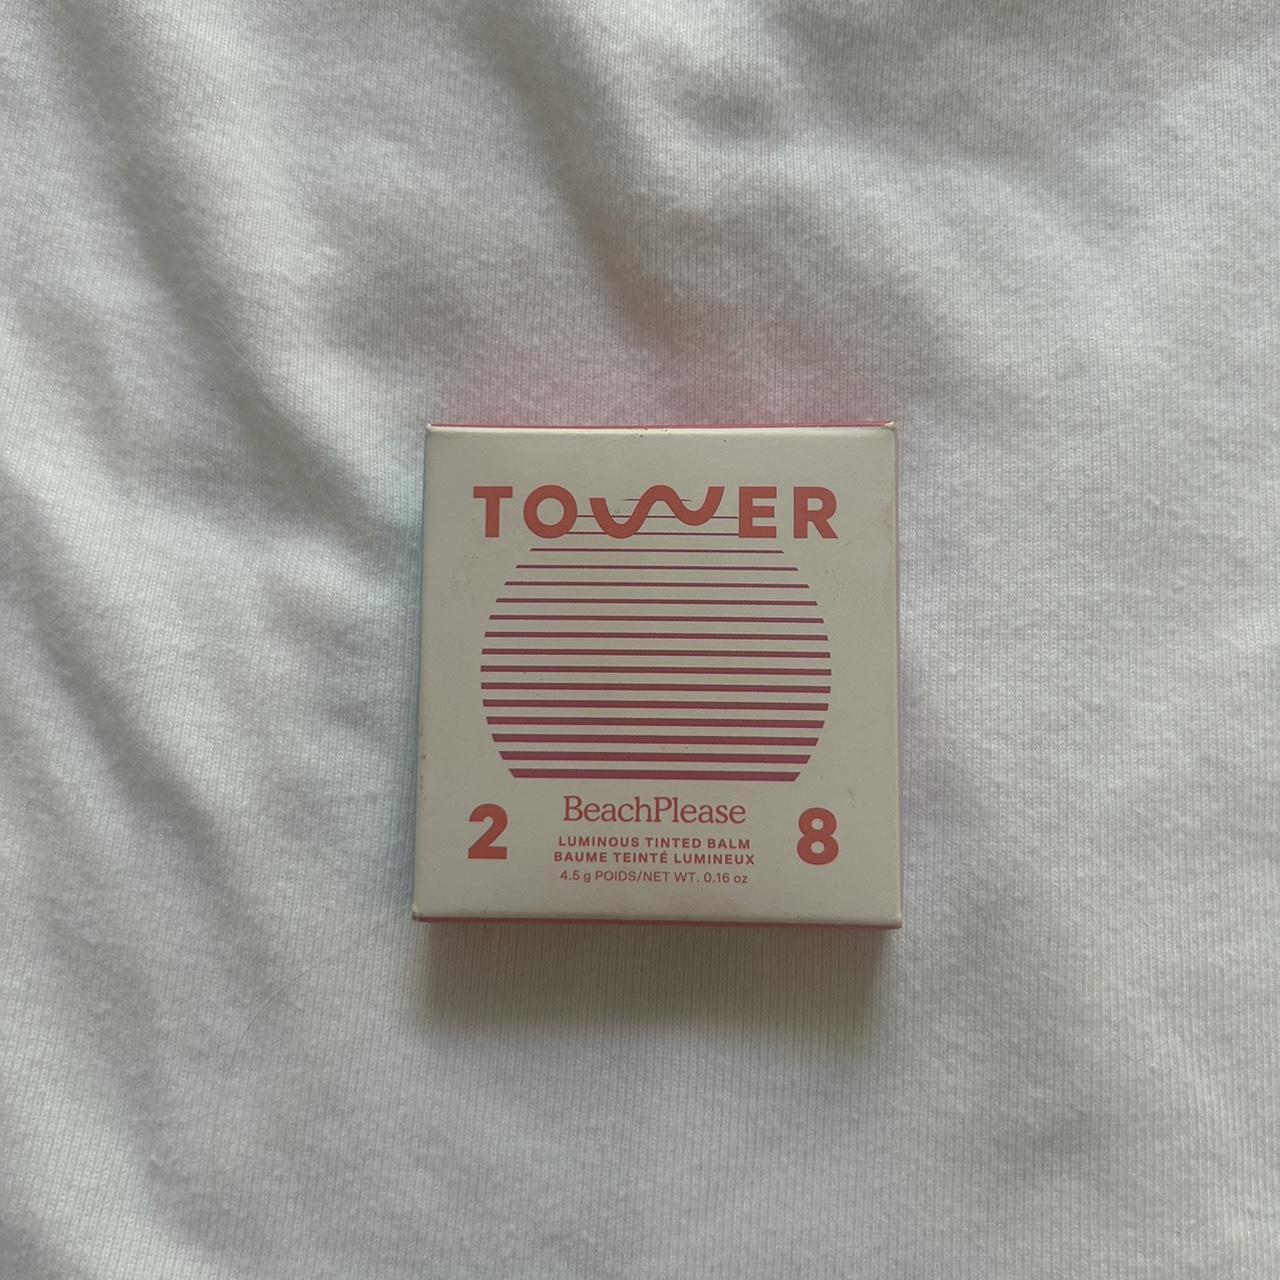 TOWER
2 8
BeachPlease
LUMINOUS TINTED BALM
BAUME TEINTÉ LUMINEUX
4.5 g POIDS/NET WT. 0.16 oz